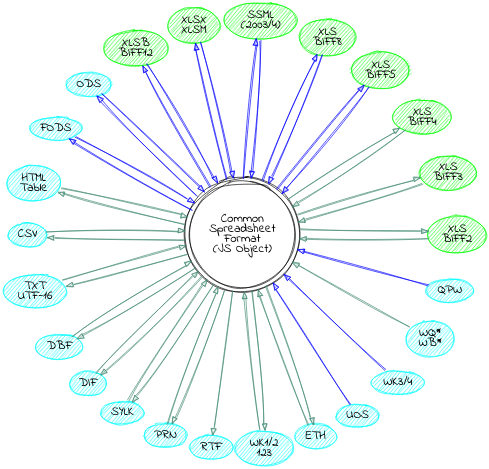 SSML
(2003/4)
XLSX
XLSM
XLS
BIFF8
XLSB
BIFF12
XLS
BIFF5
ODS
XLS
BIFF4
FODS
XLS
BIFF3
HTML
Table
Common
Spreadsheet
Format
(JS Object)
CSV
XLS
BIFF2
TXT
UTF-16
QPW
DBF
WQ*
WB*
DIF
WK3/4
SYLK
UOS
PRN
ETH
RTF
WK1/2
123